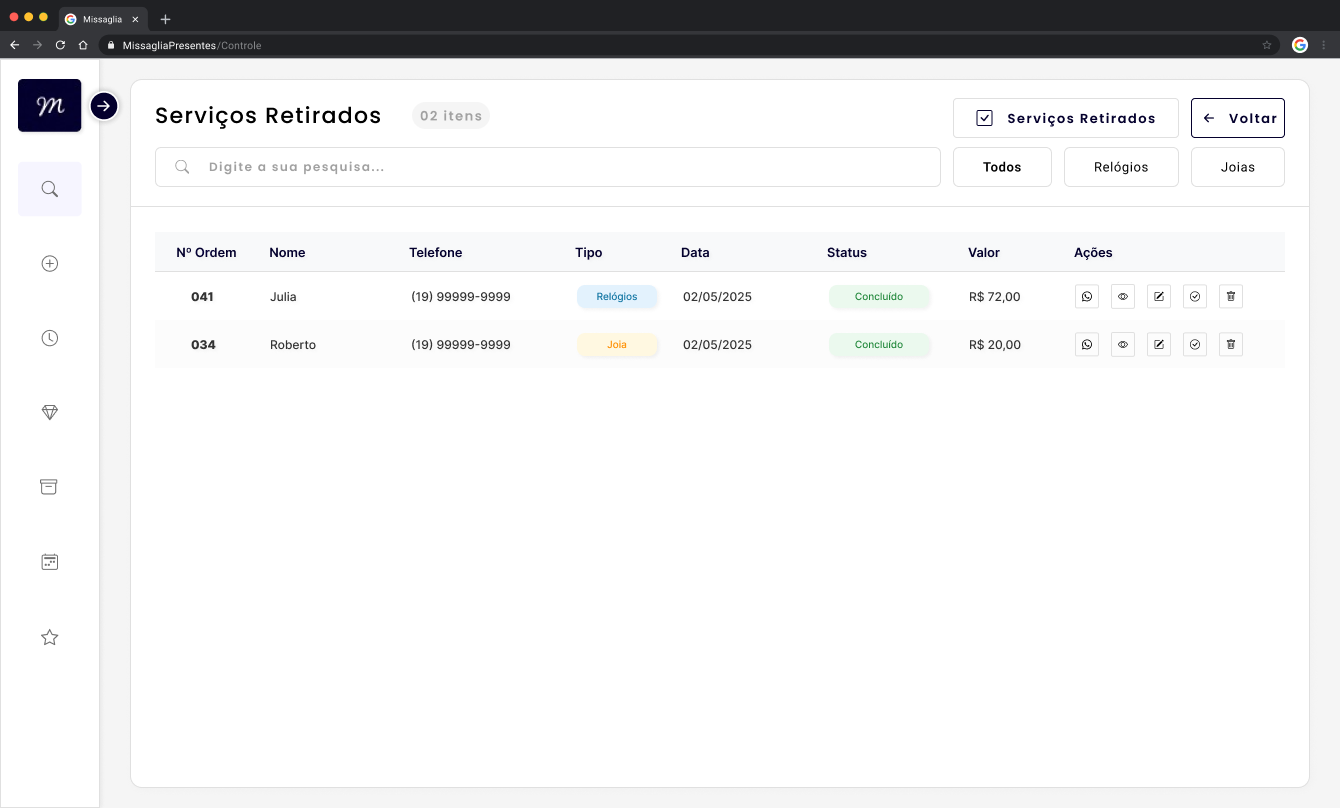 Missaglia
MissagliaPresentes/Controle
m
Serviços Retirados
02 itens
Serviços Retirados
Voltar
Digite a sua pesquisa...
Todos
Relógios
Joias
Nº Ordem Nome Telefone Tipo Data Status Valor Ações
041 Julia (19) 99999-9999 Relógios 02/05/2025 Concluído R$ 72,00
034 Roberto (19) 99999-9999 Joia 02/05/2025 Concluído R$ 20,00